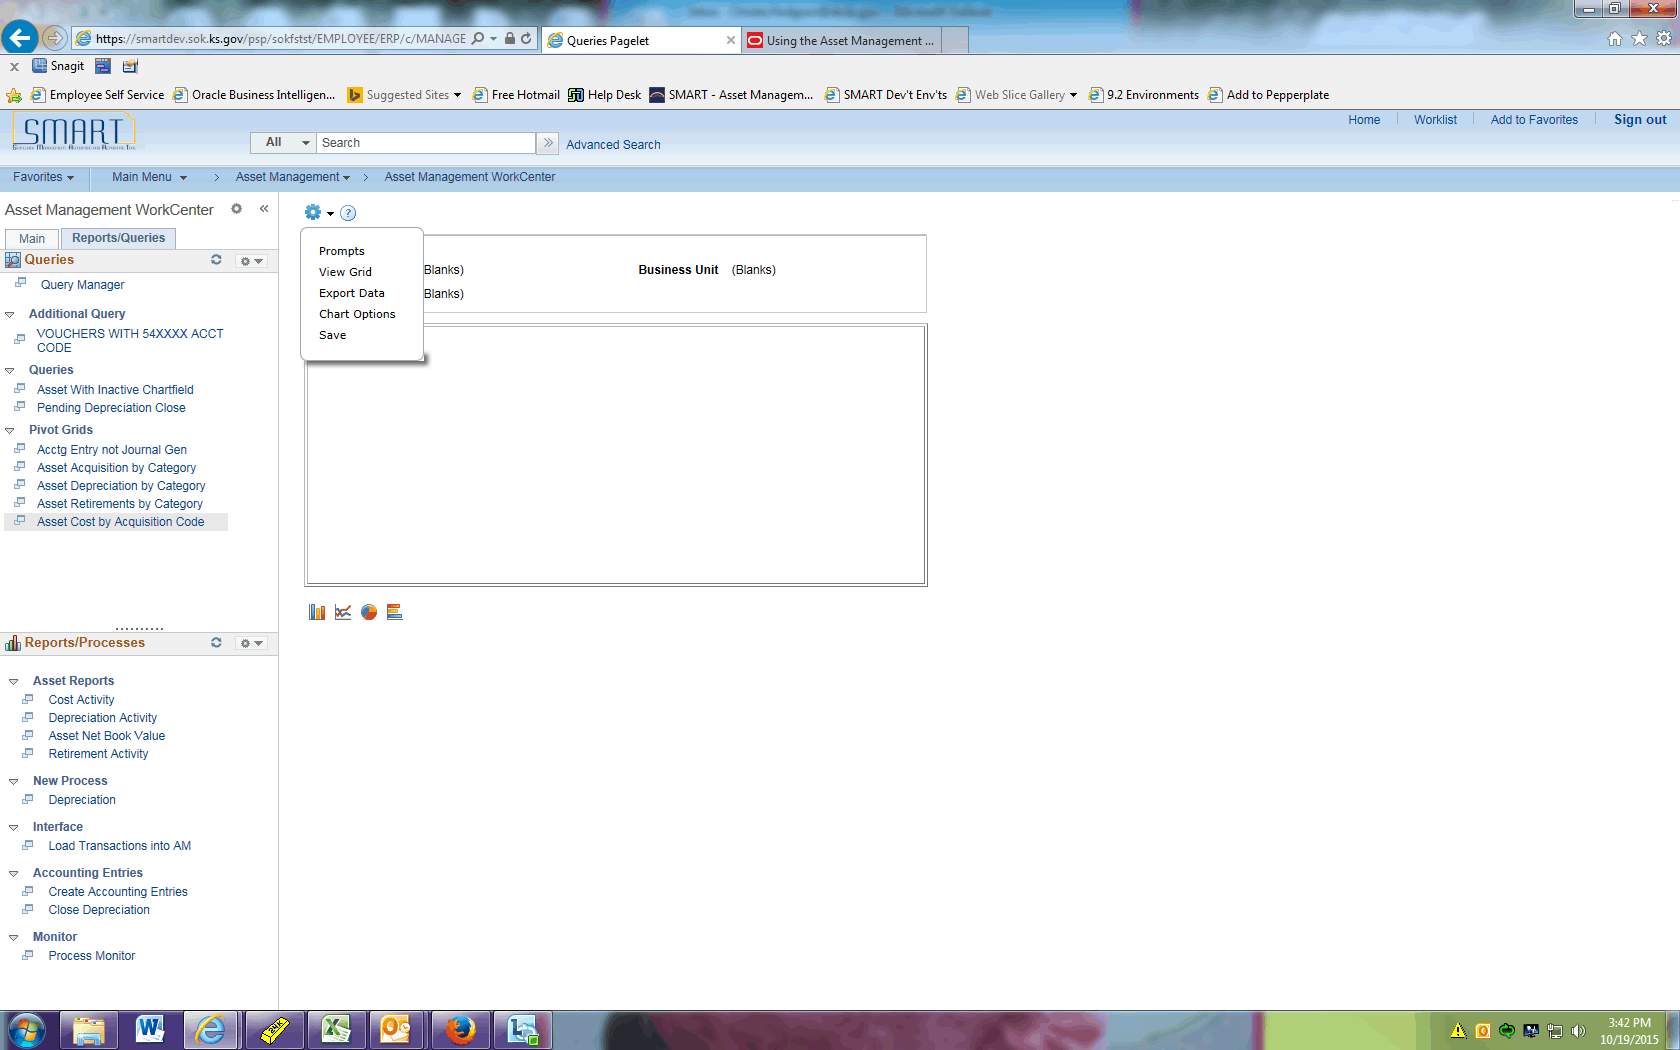 https://smartdev.sok.ks.gov/psp/sokfstst/EMPLOYEE/ERP/c/MANAGE
Queries Pagelet
Using the Asset Management ...
Snagit
Employee Self Service
Oracle Business Intelligen...
Suggested Sites
Free Hotmail
Help Desk
SMART - Asset Managem...
SMART Dev't Env'ts
Web Slice Gallery
9.2 Environments
Add to Pepperplate
SMART
All
Search
Advanced Search
Home
Worklist
Add to Favorites
Sign out
Favorites
Main Menu
Asset Management
Asset Management WorkCenter
Asset Management WorkCenter
Main
Reports/Queries
Queries
Query Manager
Additional Query
VOUCHERS WITH 54XXXX ACCT
CODE
Queries
Asset With Inactive Chartfield
Pending Depreciation Close
Pivot Grids
Acctg Entry not Journal Gen
Asset Acquisition by Category
Asset Depreciation by Category
Asset Retirements by Category
Asset Cost by Acquisition Code
Reports/Processes
Asset Reports
Cost Activity
Depreciation Activity
Asset Net Book Value
Retirement Activity
New Process
Depreciation
Interface
Load Transactions into AM
Accounting Entries
Create Accounting Entries
Close Depreciation
Monitor
Process Monitor
Prompts
View Grid
Export Data
Chart Options
Save
Blanks)
Business Unit (Blanks)
Blanks)
3:42 PM
10/19/2015